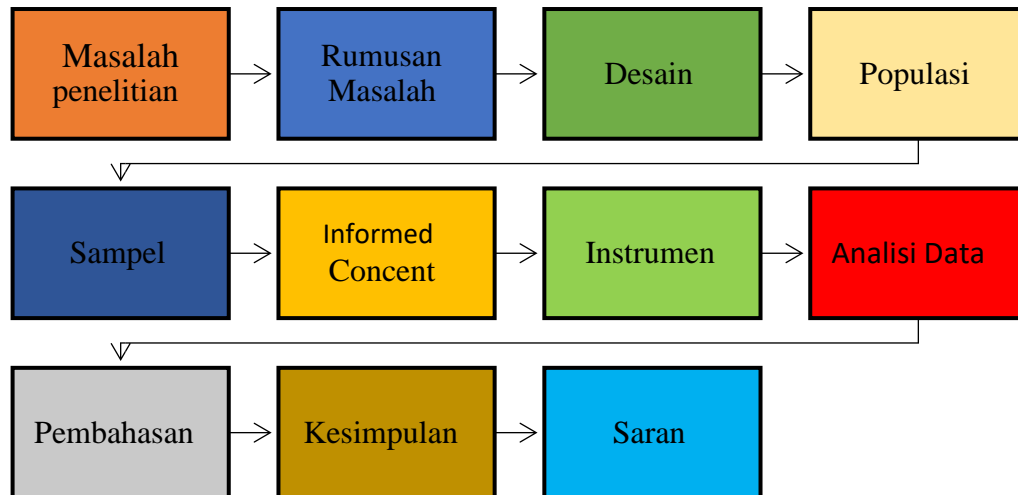 Masalah
penelitian
Rumusan
Masalah
Desain
Populasi
Sampel
Informed
Concent
Instrumen
Analisi Data
Pembahasan
Kesimpulan
Saran